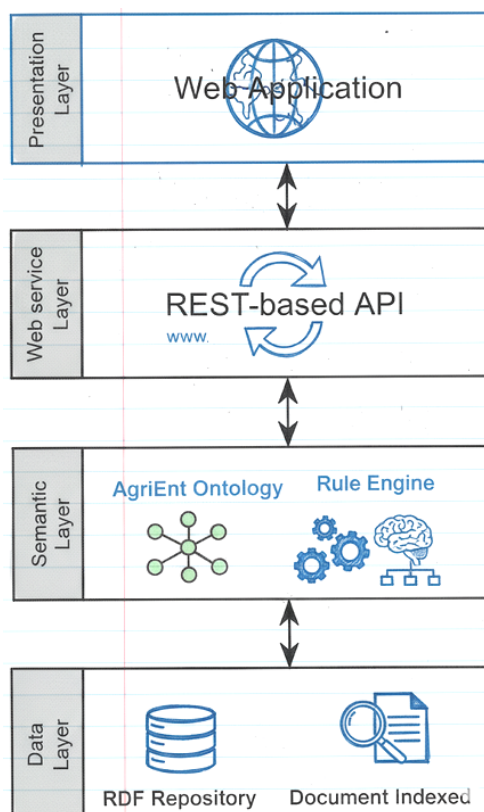 Presentation
Layer
Web Application
Web service
Layer
REST-based API
www.
Semantic
Layer
AgriEnt Ontology
Rule Engine
Data
Layer
RDF Repository
Document Indexed